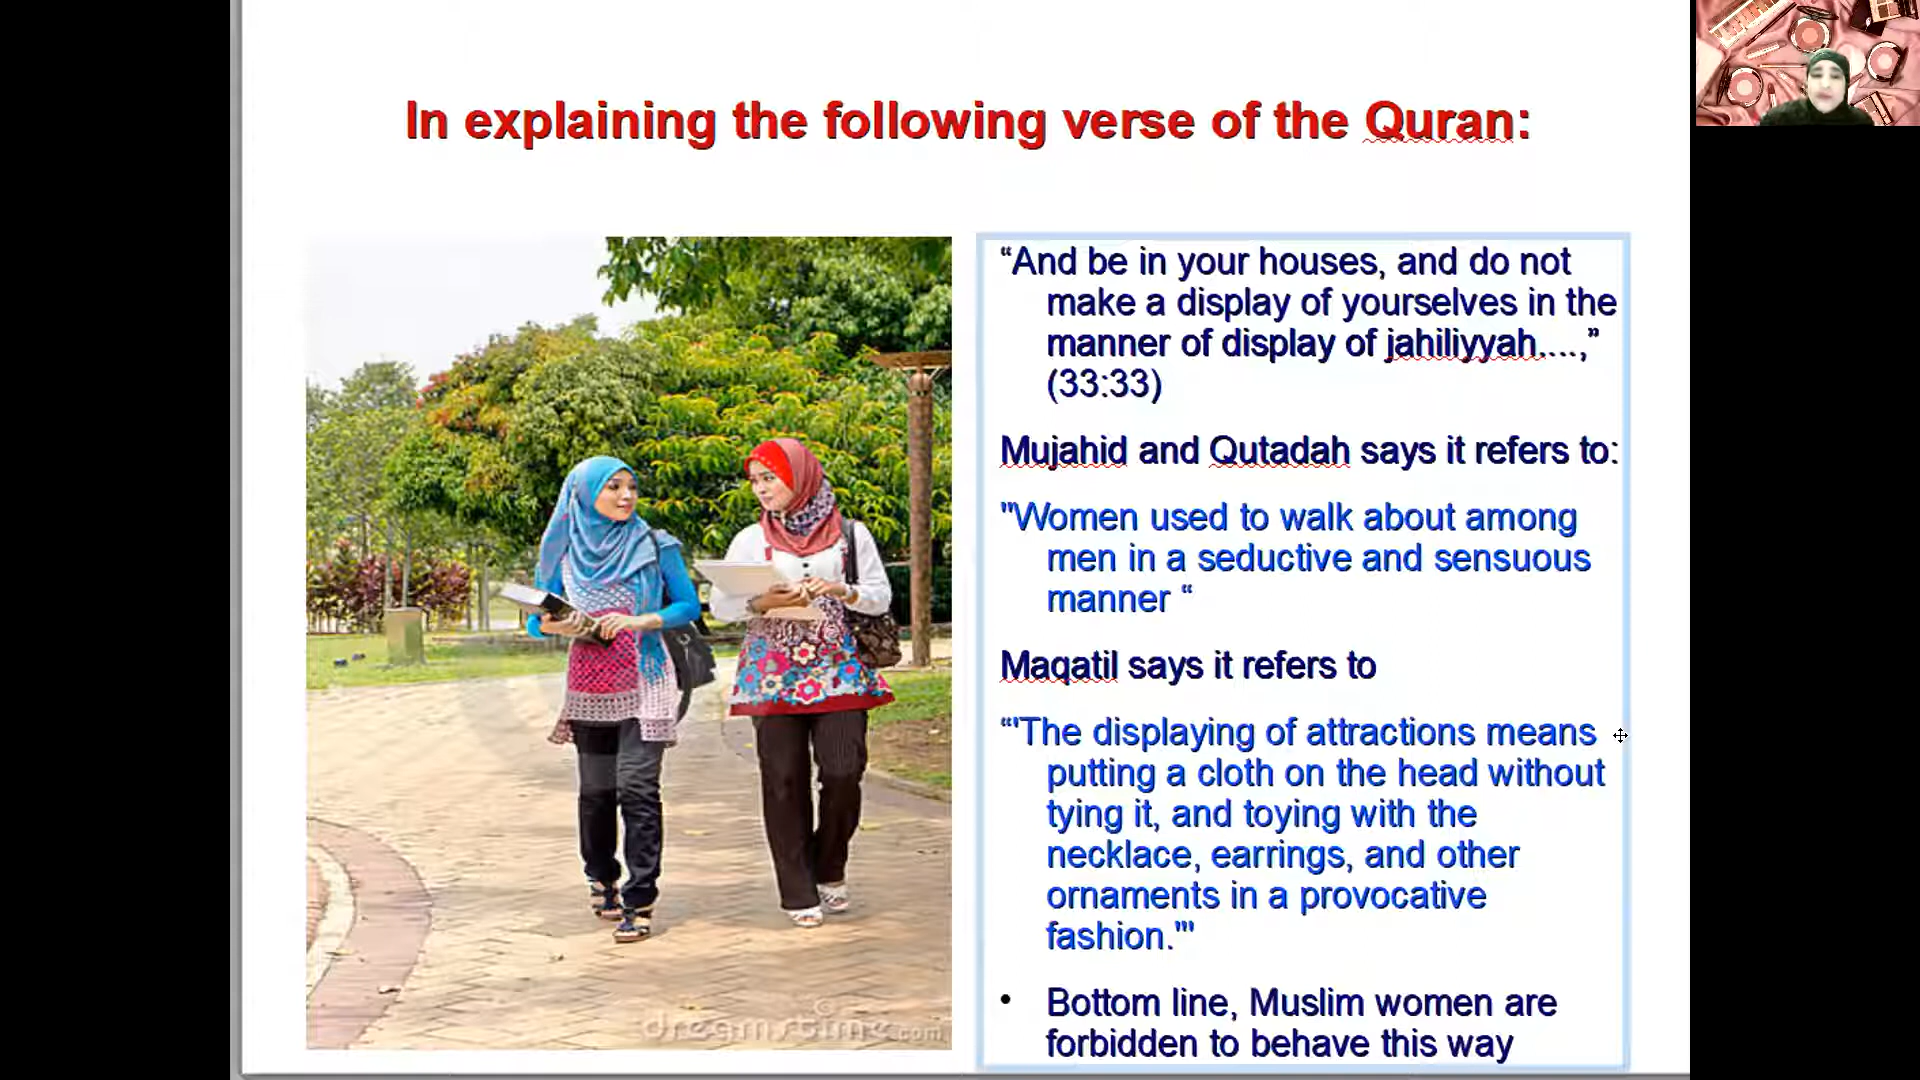 In explaining the following verse of the Quran:
“And be in your houses, and do not
make a display of yourselves in the
manner of display of jahiliyyah....,”
(33:33)
Mujahid and Qutadah says it refers to:
"Women used to walk about among
men in a seductive and sensuous
manner “
Maqatil says it refers to
“'The displaying of attractions means
putting a cloth on the head without
tying it, and toying with the
necklace, earrings, and other
ornaments in a provocative
fashion."'
• Bottom line, Muslim women are
forbidden to behave this way
dreamstime.com